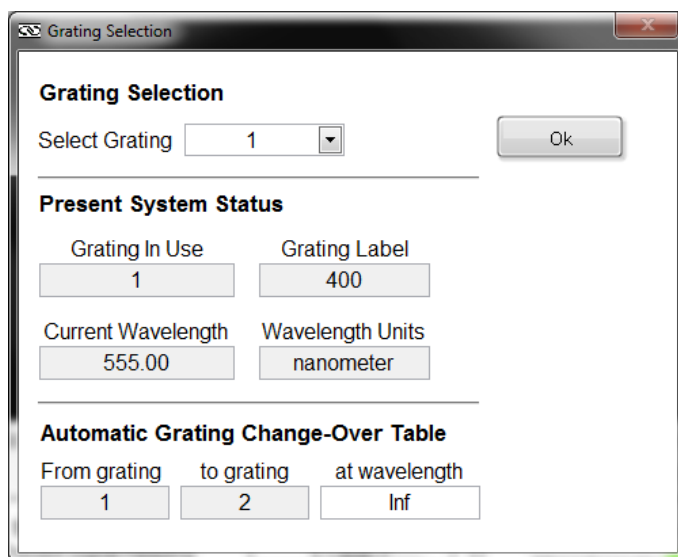 Grating Selection
Grating Selection
Select Grating 1
Ok
Present System Status
Grating In Use Grating Label
1 400
Current Wavelength Wavelength Units
555.00 nanometer
Automatic Grating Change-Over Table
From grating to grating at wavelength
1 2 Inf